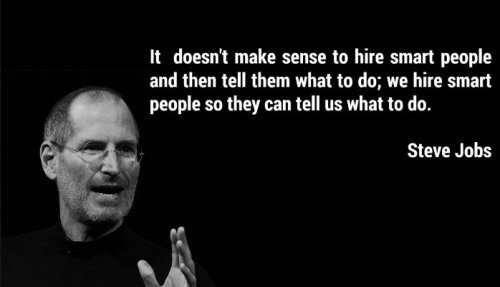 It doesn't make sense to hire smart people
and then tell them what to do; we hire smart
people so they can tell us what to do.
Steve Jobs